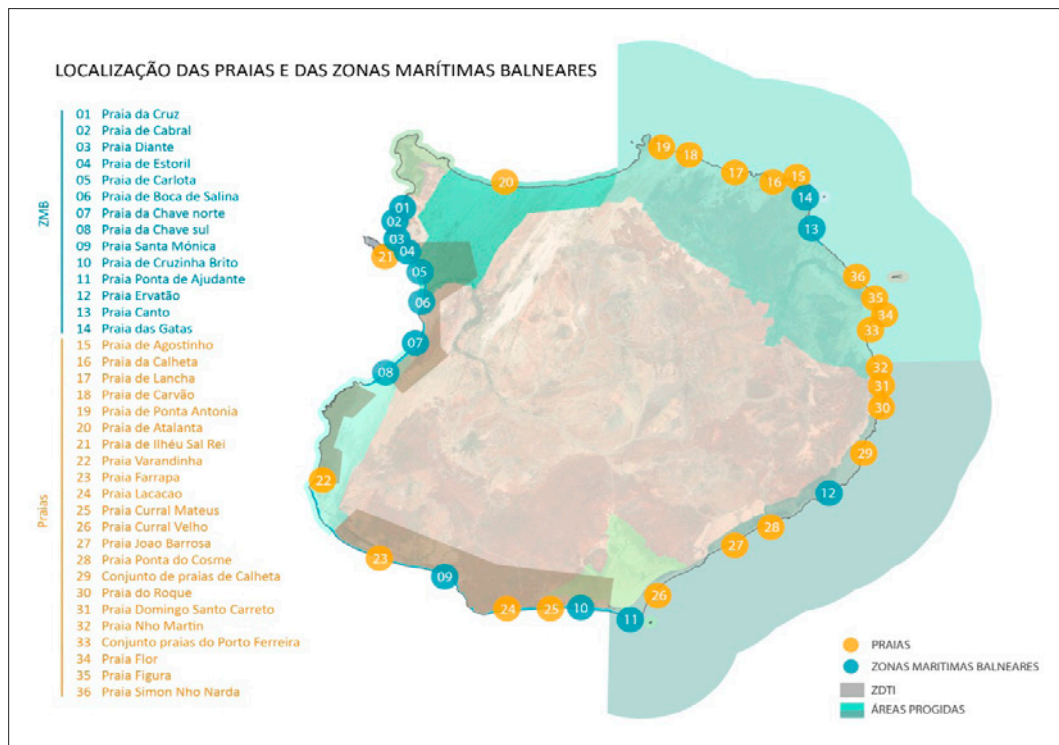 LOCALIZAÇÃO DAS PRAIAS E DAS ZONAS MARÍTIMAS BALNEARES
ZMB
01 Praia da Cruz
02 Praia de Cabral
03 Praia Diante
04 Praia de Estoril
05 Praia de Carlota
06 Praia de Boca de Salina
07 Praia da Chave norte
08 Praia da Chave sul
09 Praia Santa Mónica
10 Praia de Cruzinha Brito
11 Praia Ponta de Ajudante
12 Praia Ervatão
13 Praia Canto
14 Praia das Gatas
Praias
15 Praia de Agostinho
16 Praia da Calheta
17 Praia de Lancha
18 Praia de Carvão
19 Praia de Ponta Antonia
20 Praia de Atalanta
21 Praia de Ilhéu Sal Rei
22 Praia Varandinha
23 Praia Farrapa
24 Praia Lacacao
25 Praia Curral Mateus
26 Praia Curral Velho
27 Praia Joao Barrosa
28 Praia Ponta do Cosme
29 Conjunto de praias de Calheta
30 Praia do Roque
31 Praia Domingo Santo Carreto
32 Praia Nho Martin
33 Conjunto praias do Porto Ferreira
34 Praia Flor
35 Praia Figura
36 Praia Simon Nho Narda
19
18
17
16
15
14
13
20
01
02
03
04
21
05
06
07
08
36
35
34
33
32
31
30
29
12
28
27
22
23
09
24
25
10
11
26
PRAIAS
ZONAS MARITIMAS BALNEARES
ZDTI
ÁREAS PROGIDAS